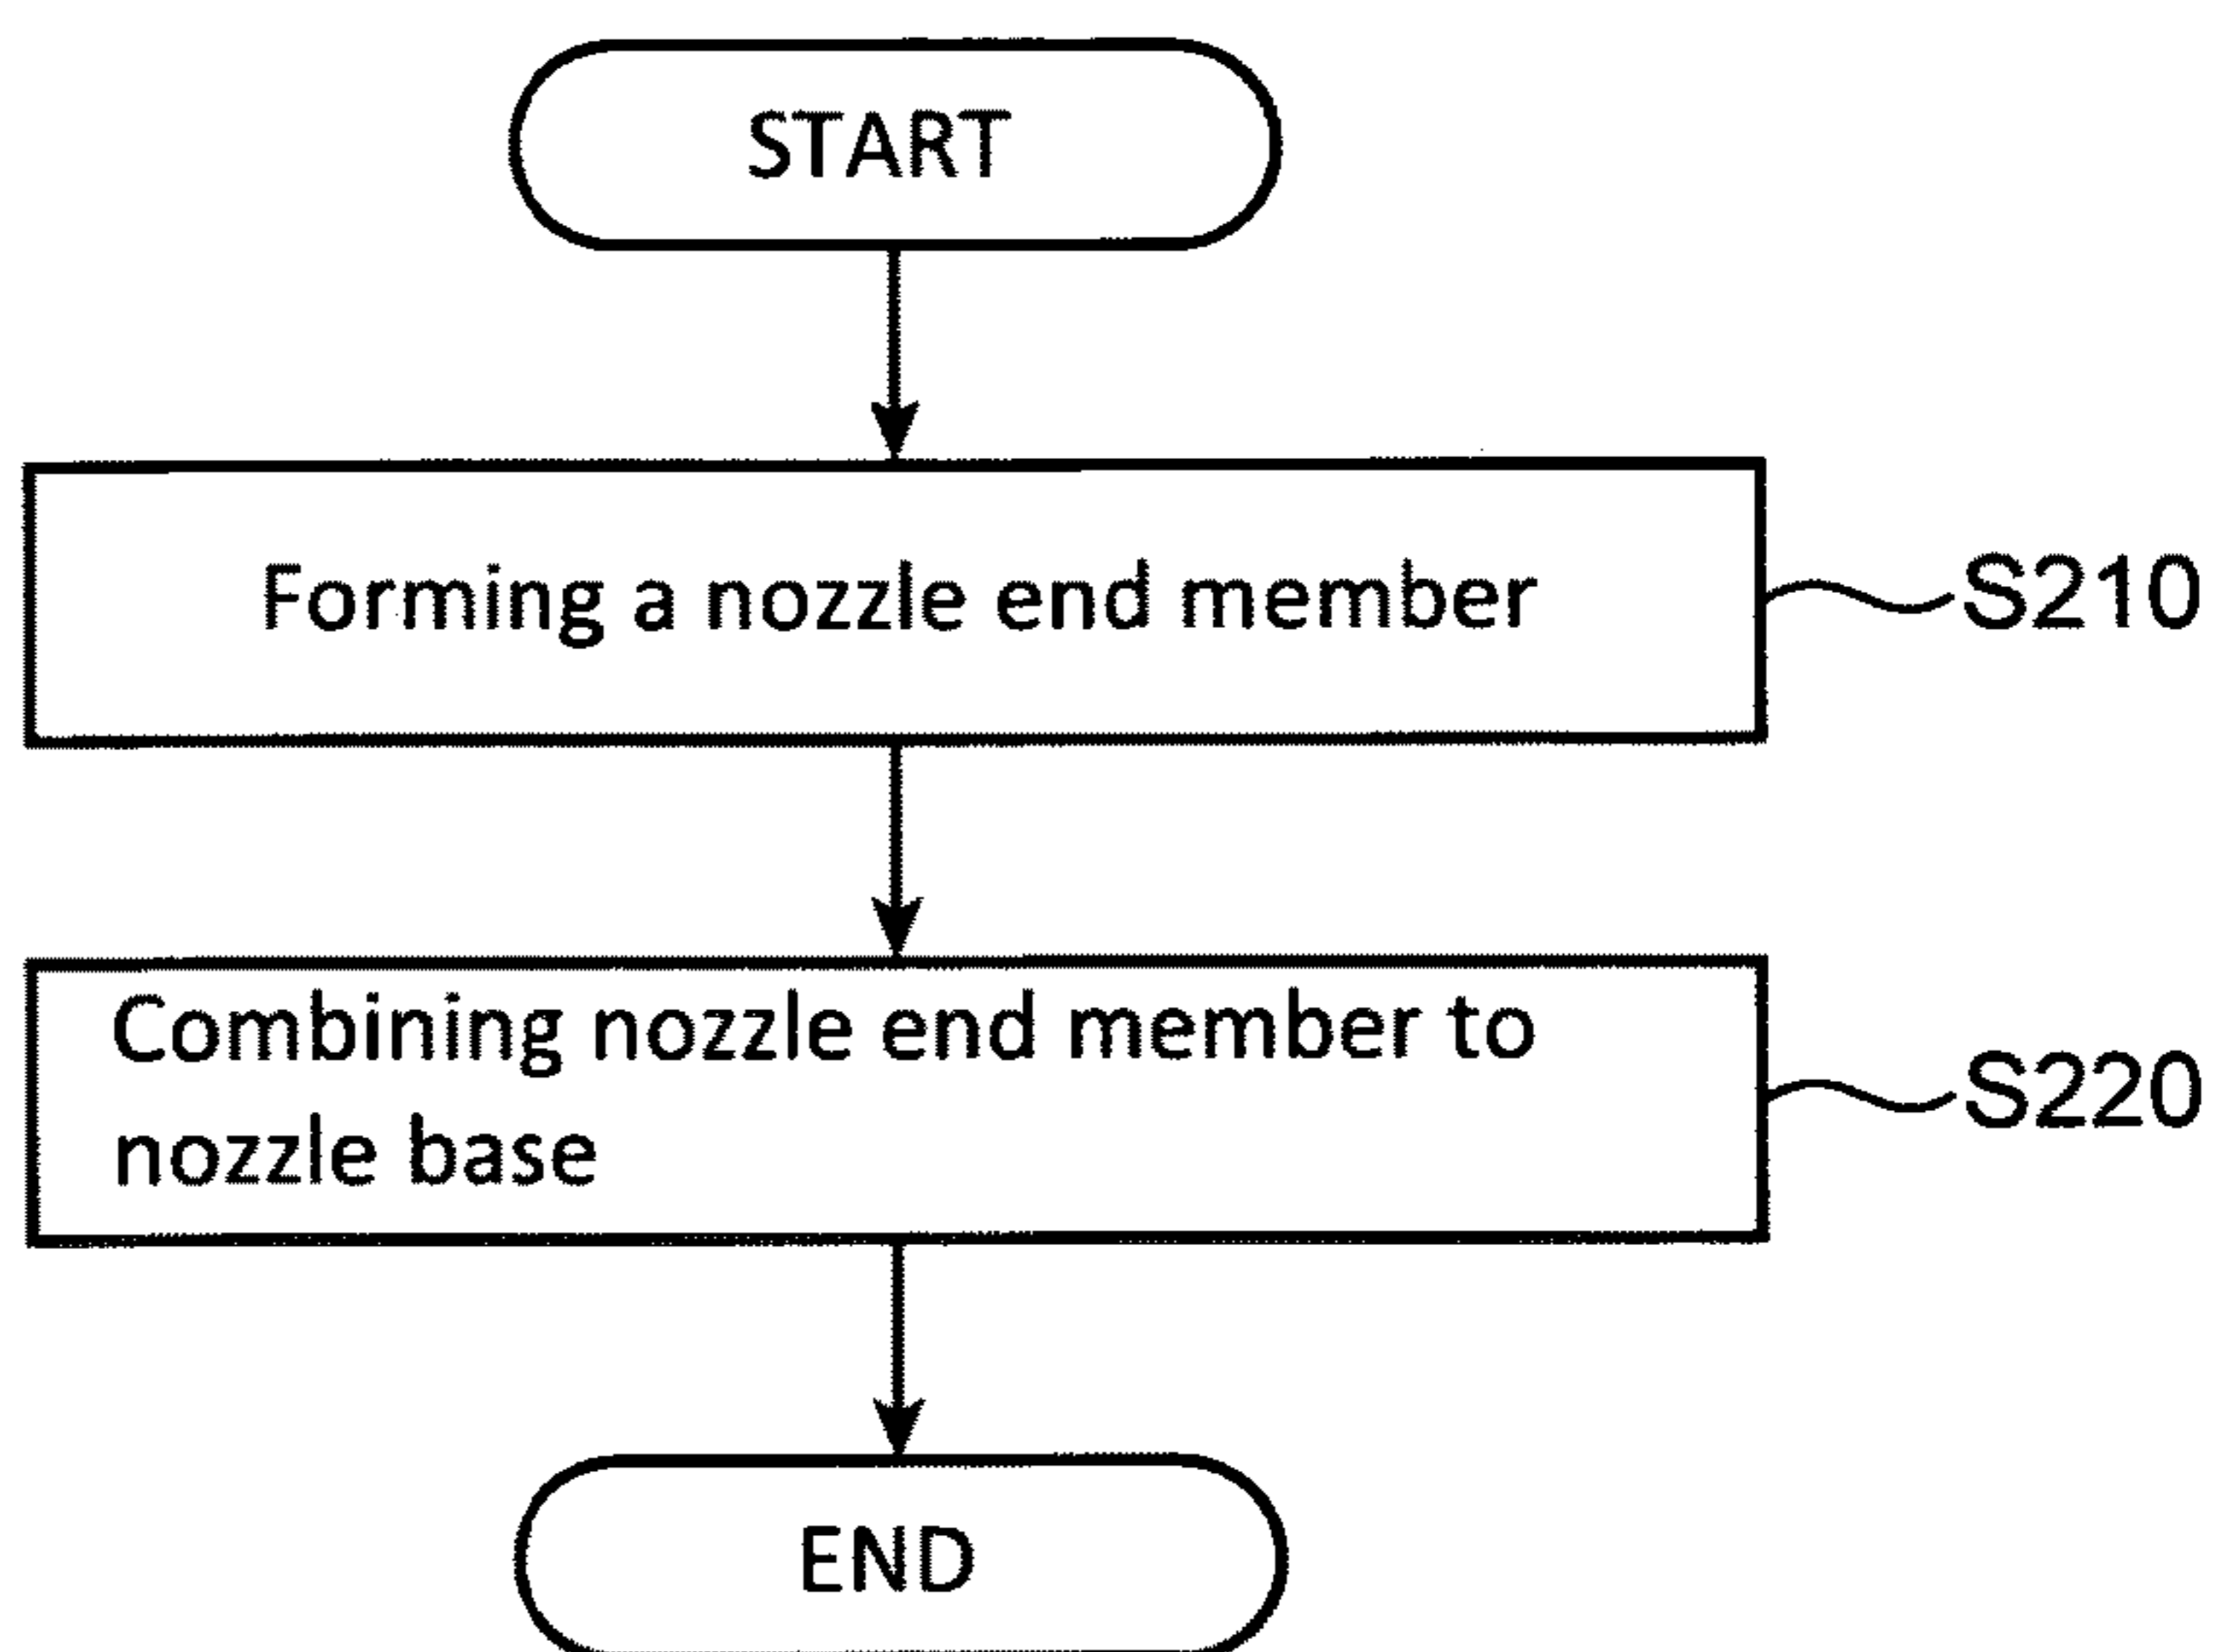 START
Forming a nozzle end member
S210
Combining nozzle end member to
nozzle base
S220
END